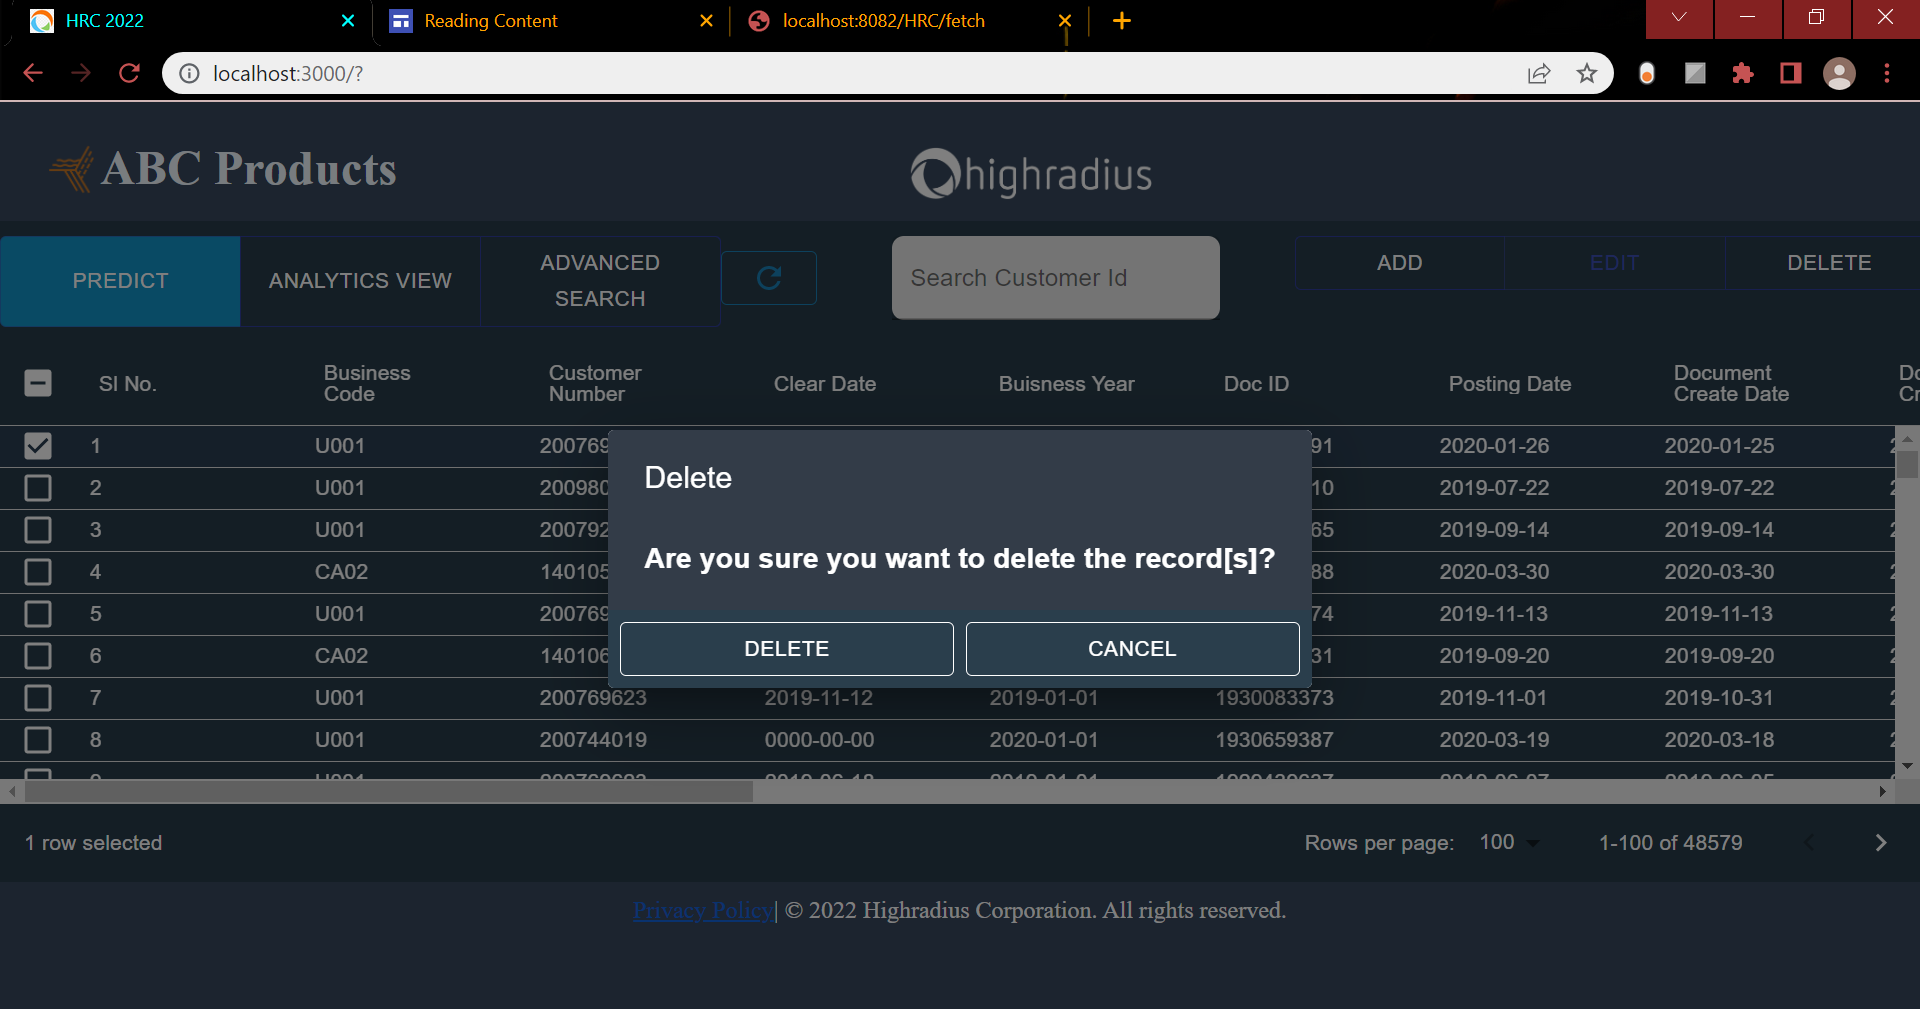 HRC 2022
Reading Content
localhost:8082/HRC/fetch
localhost:3000/?
ABC Products
highradius
PREDICT
ANALYTICS VIEW
ADVANCED
SEARCH
Search Customer Id
ADD
EDIT
DELETE
Sl No.
Business
Code
Customer
Number
Clear Date
Buisness Year
Doc ID
Posting Date
Document
Create Date
1 U001 200769 91 2020-01-26 2020-01-25
2 U001 200980 10 2019-07-22 2019-07-22
3 U001 200792 65 2019-09-14 2019-09-14
4 CA02 140105 88 2020-03-30 2020-03-30
5 U001 200769 74 2019-11-13 2019-11-13
6 CA02 140106 31 2019-09-20 2019-09-20
Delete
Are you sure you want to delete the record[s]?
DELETE
CANCEL
7 U001 200769623 2019-11-12 2019-01-01 1930083373 2019-11-01 2019-10-31
8 U001 200744019 0000-00-00 2020-01-01 1930659387 2020-03-19 2020-03-18
1 row selected
Rows per page: 100
1-100 of 48579
Privacy Policy| © 2022 Highradius Corporation. All rights reserved.